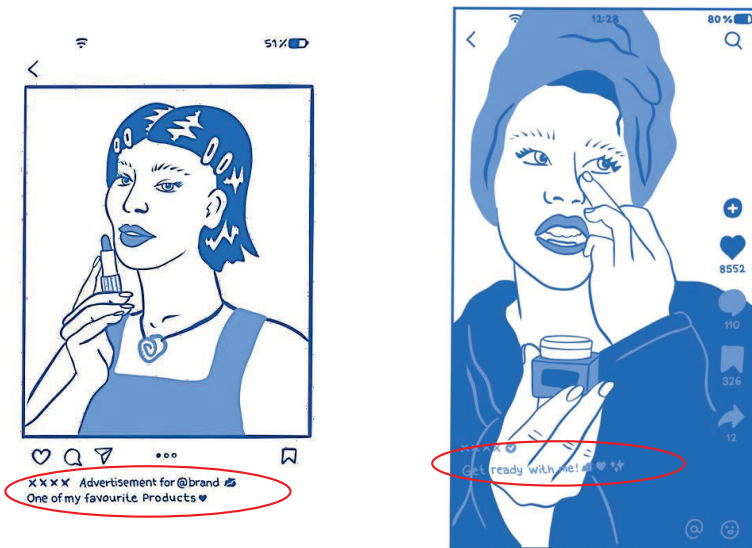 51%
XXXX Advertisement for @brand
One of my favourite Products
12:28
80%
8552
110
326
12
XXXX
Get ready with me!
@